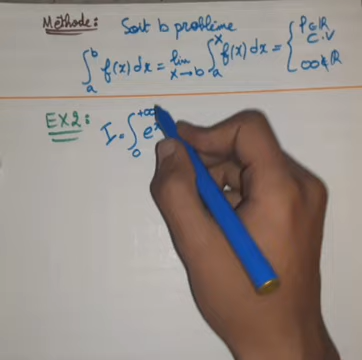 Méthode: Soit b problème
∫_a^b f(x) dx = lim_{x→b} ∫_a^x f(x) dx = { l ∈ ℝ C.V
∞ ∉ ℝ
EX2: I = ∫_0^{+∞} e